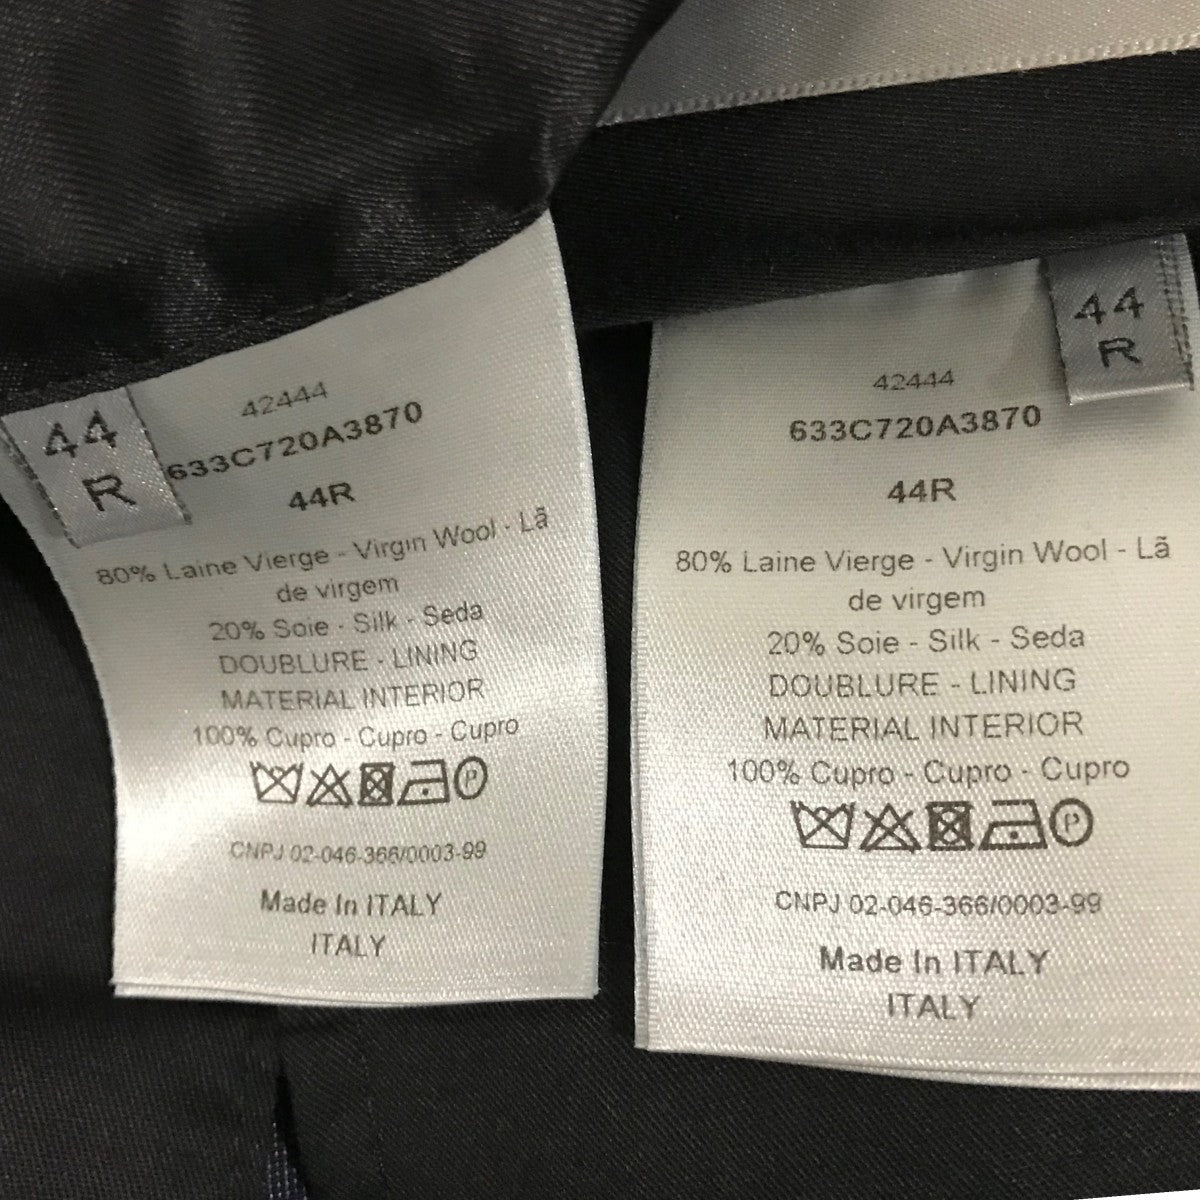 44
R
42444
633C720A3870
44R
80% Laine Vierge - Virgin Wool - Lã
de virgem
20% Soie - Silk - Seda
DOUBLURE - LINING
MATERIAL INTERIOR
100% Cupro - Cupro - Cupro
P
CNPJ 02-046-366/0003-99
Made In ITALY
ITALY
44
R
42444
633C720A3870
44R
80% Laine Vierge - Virgin Wool - Lã
de virgem
20% Soie - Silk - Seda
DOUBLURE - LINING
MATERIAL INTERIOR
100% Cupro - Cupro - Cupro
P
CNPJ 02-046-366/0003-99
Made In ITALY
ITALY